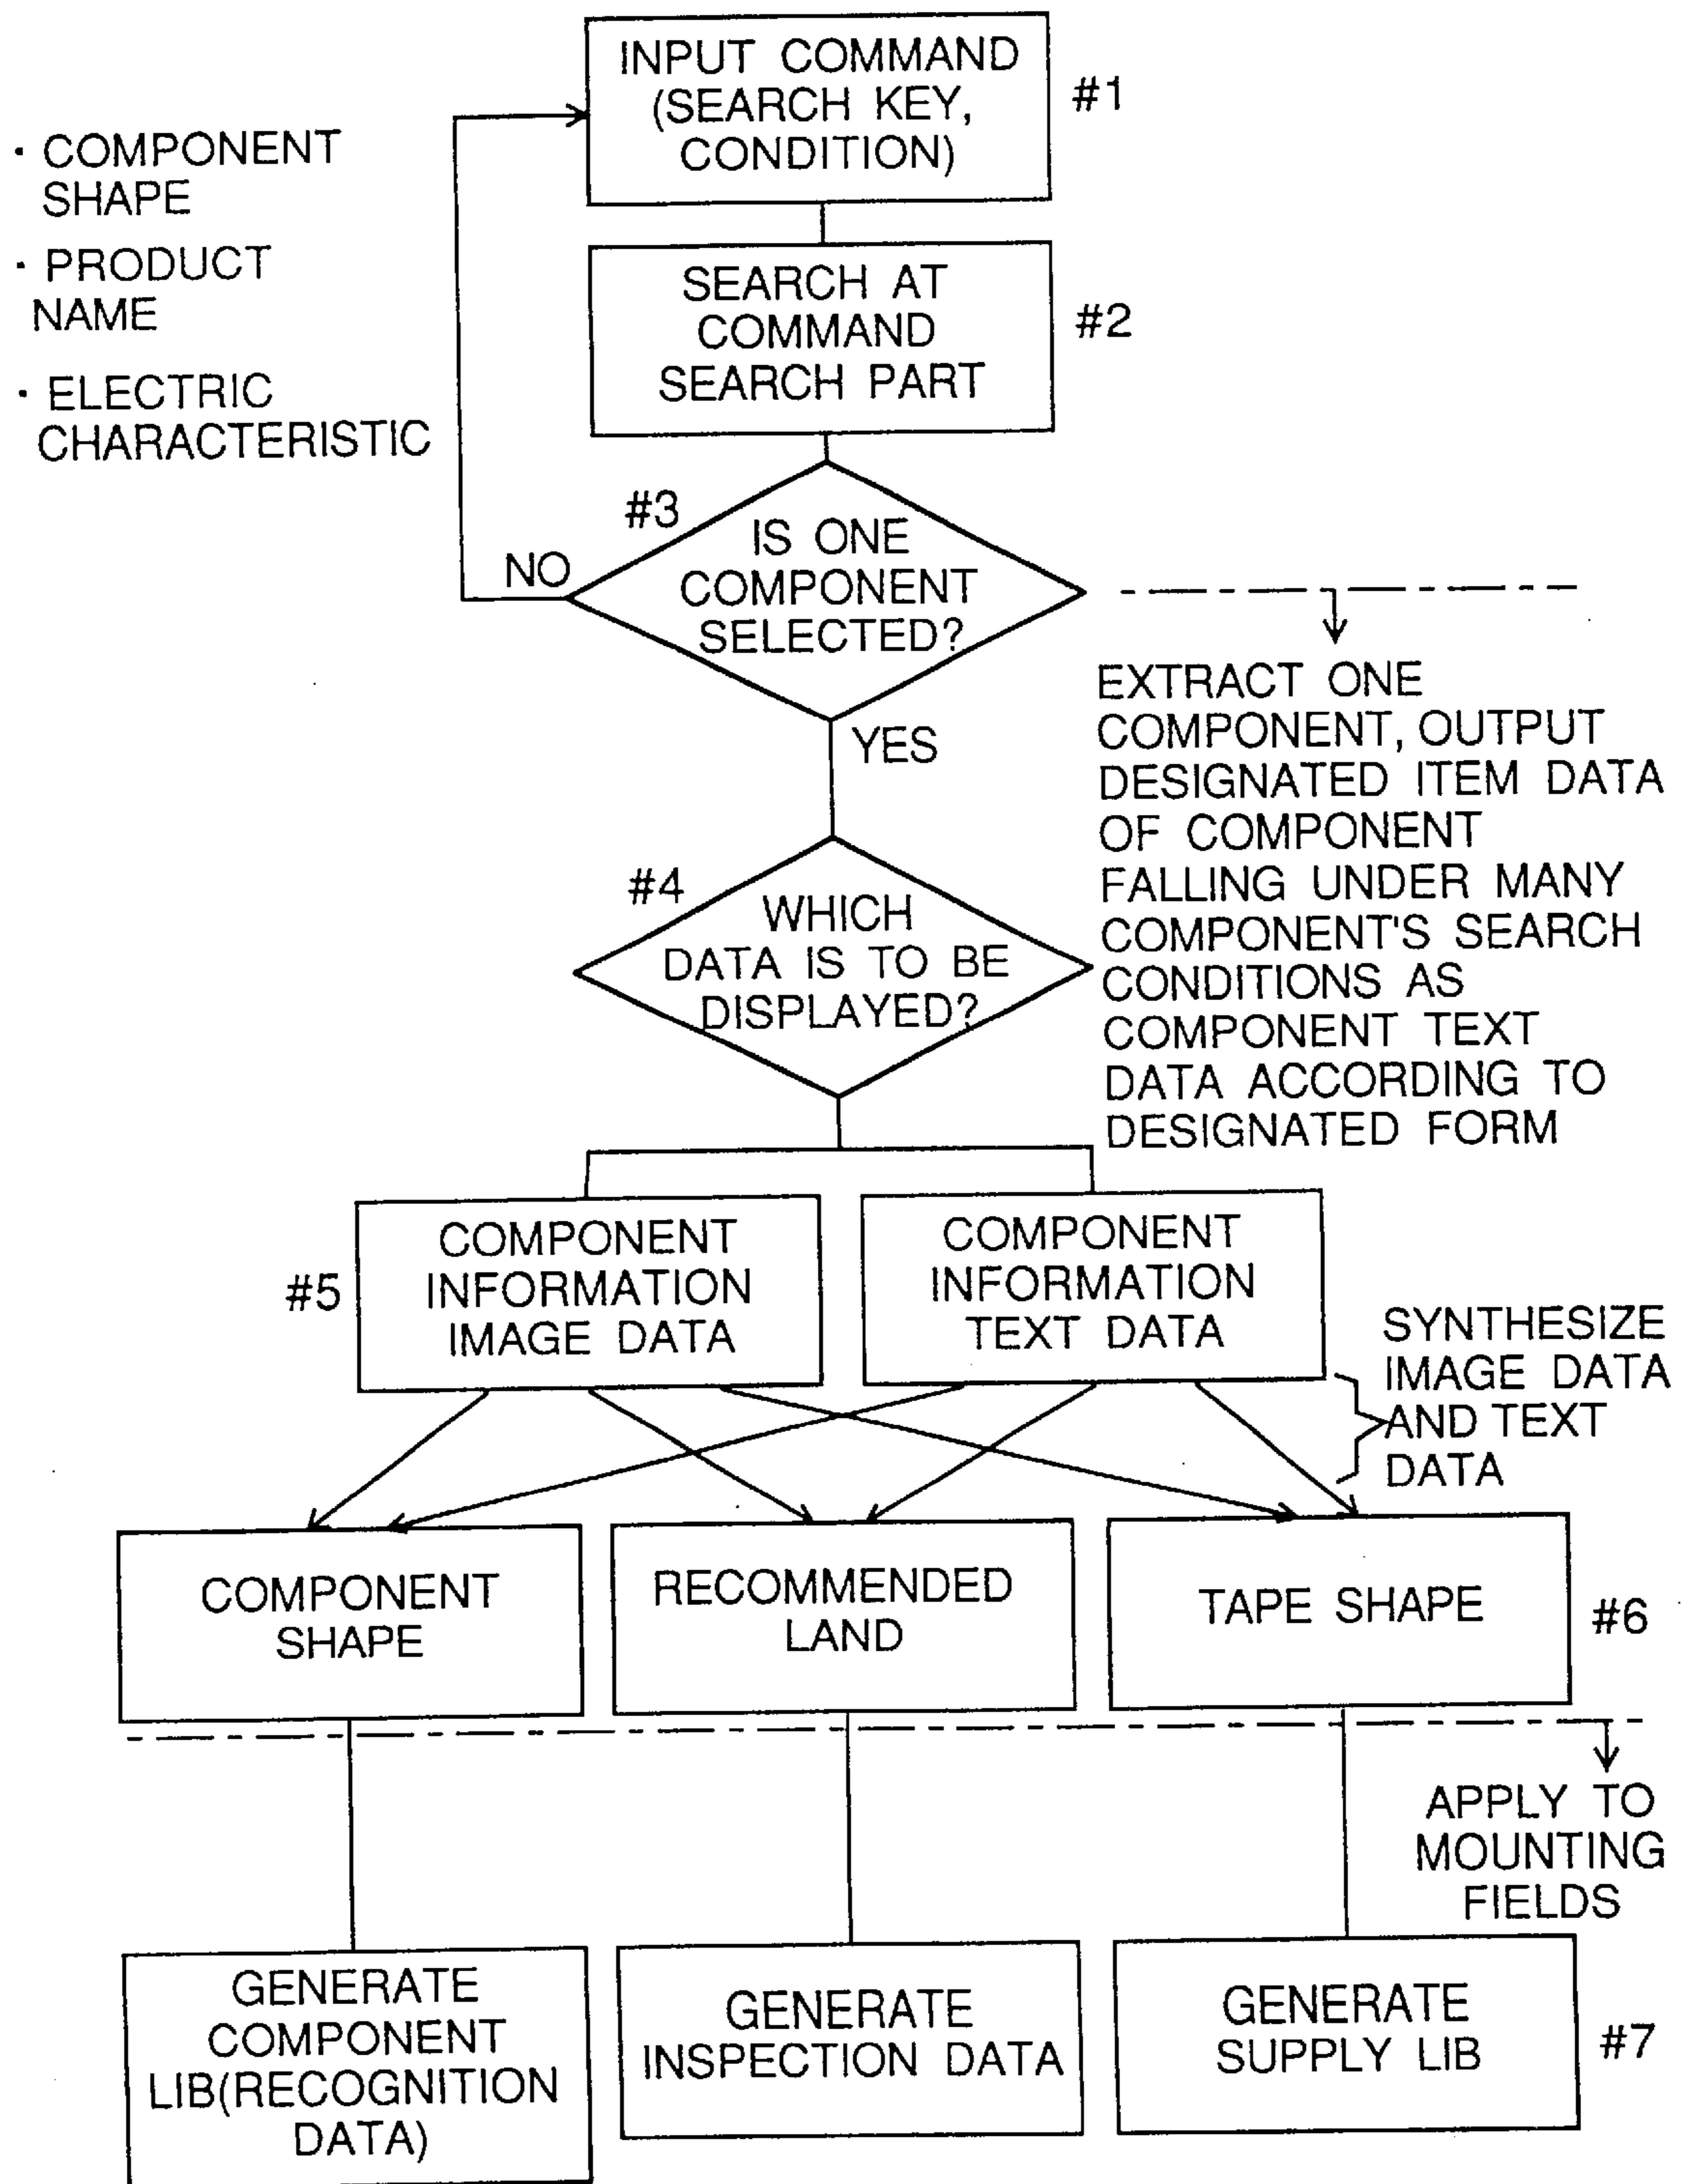 INPUT COMMAND
(SEARCH KEY,
CONDITION)
#1
· COMPONENT
SHAPE
· PRODUCT
NAME
· ELECTRIC
CHARACTERISTIC
SEARCH AT
COMMAND
SEARCH PART
#2
#3
IS ONE
COMPONENT
SELECTED?
NO
YES
EXTRACT ONE
COMPONENT, OUTPUT
DESIGNATED ITEM DATA
OF COMPONENT
FALLING UNDER MANY
COMPONENT'S SEARCH
CONDITIONS AS
COMPONENT TEXT
DATA ACCORDING TO
DESIGNATED FORM
#4
WHICH
DATA IS TO BE
DISPLAYED?
#5
COMPONENT
INFORMATION
IMAGE DATA
COMPONENT
INFORMATION
TEXT DATA
SYNTHESIZE
IMAGE DATA
AND TEXT
DATA
COMPONENT
SHAPE
RECOMMENDED
LAND
TAPE SHAPE
#6
APPLY TO
MOUNTING
FIELDS
GENERATE
COMPONENT
LIB(RECOGNITION
DATA)
GENERATE
INSPECTION DATA
GENERATE
SUPPLY LIB
#7